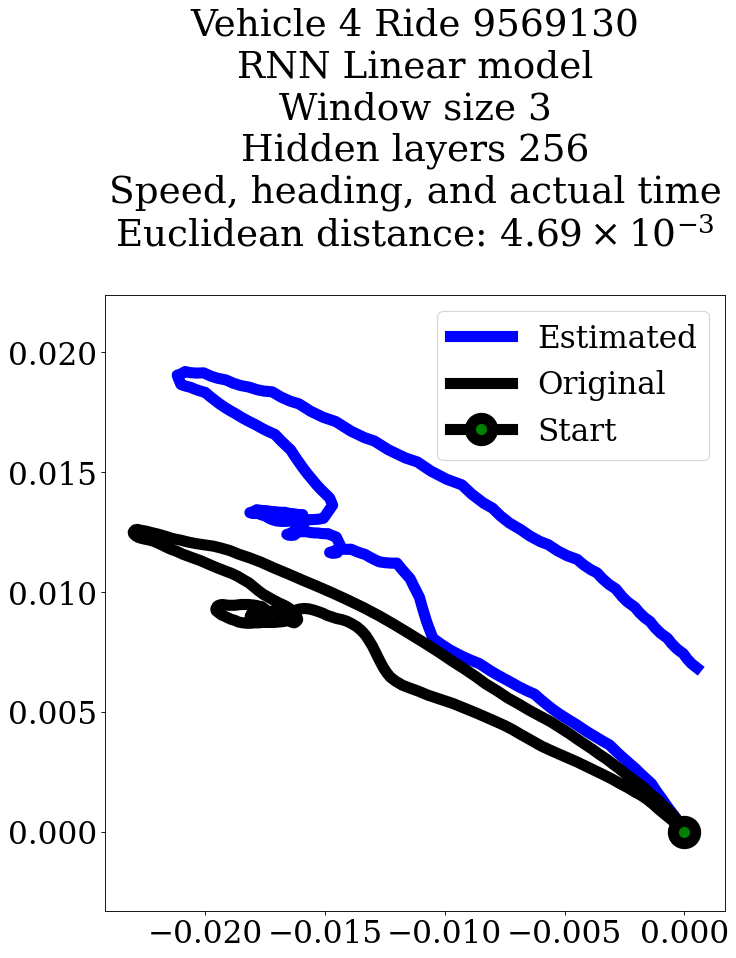 Vehicle 4 Ride 9569130
RNN Linear model
Window size 3
Hidden layers 256
Speed, heading, and actual time
Euclidean distance: 4.69 × 10⁻³
Estimated
Original
Start
0.020
0.015
0.010
0.005
0.000
−0.020 −0.015 −0.010 −0.005 0.000